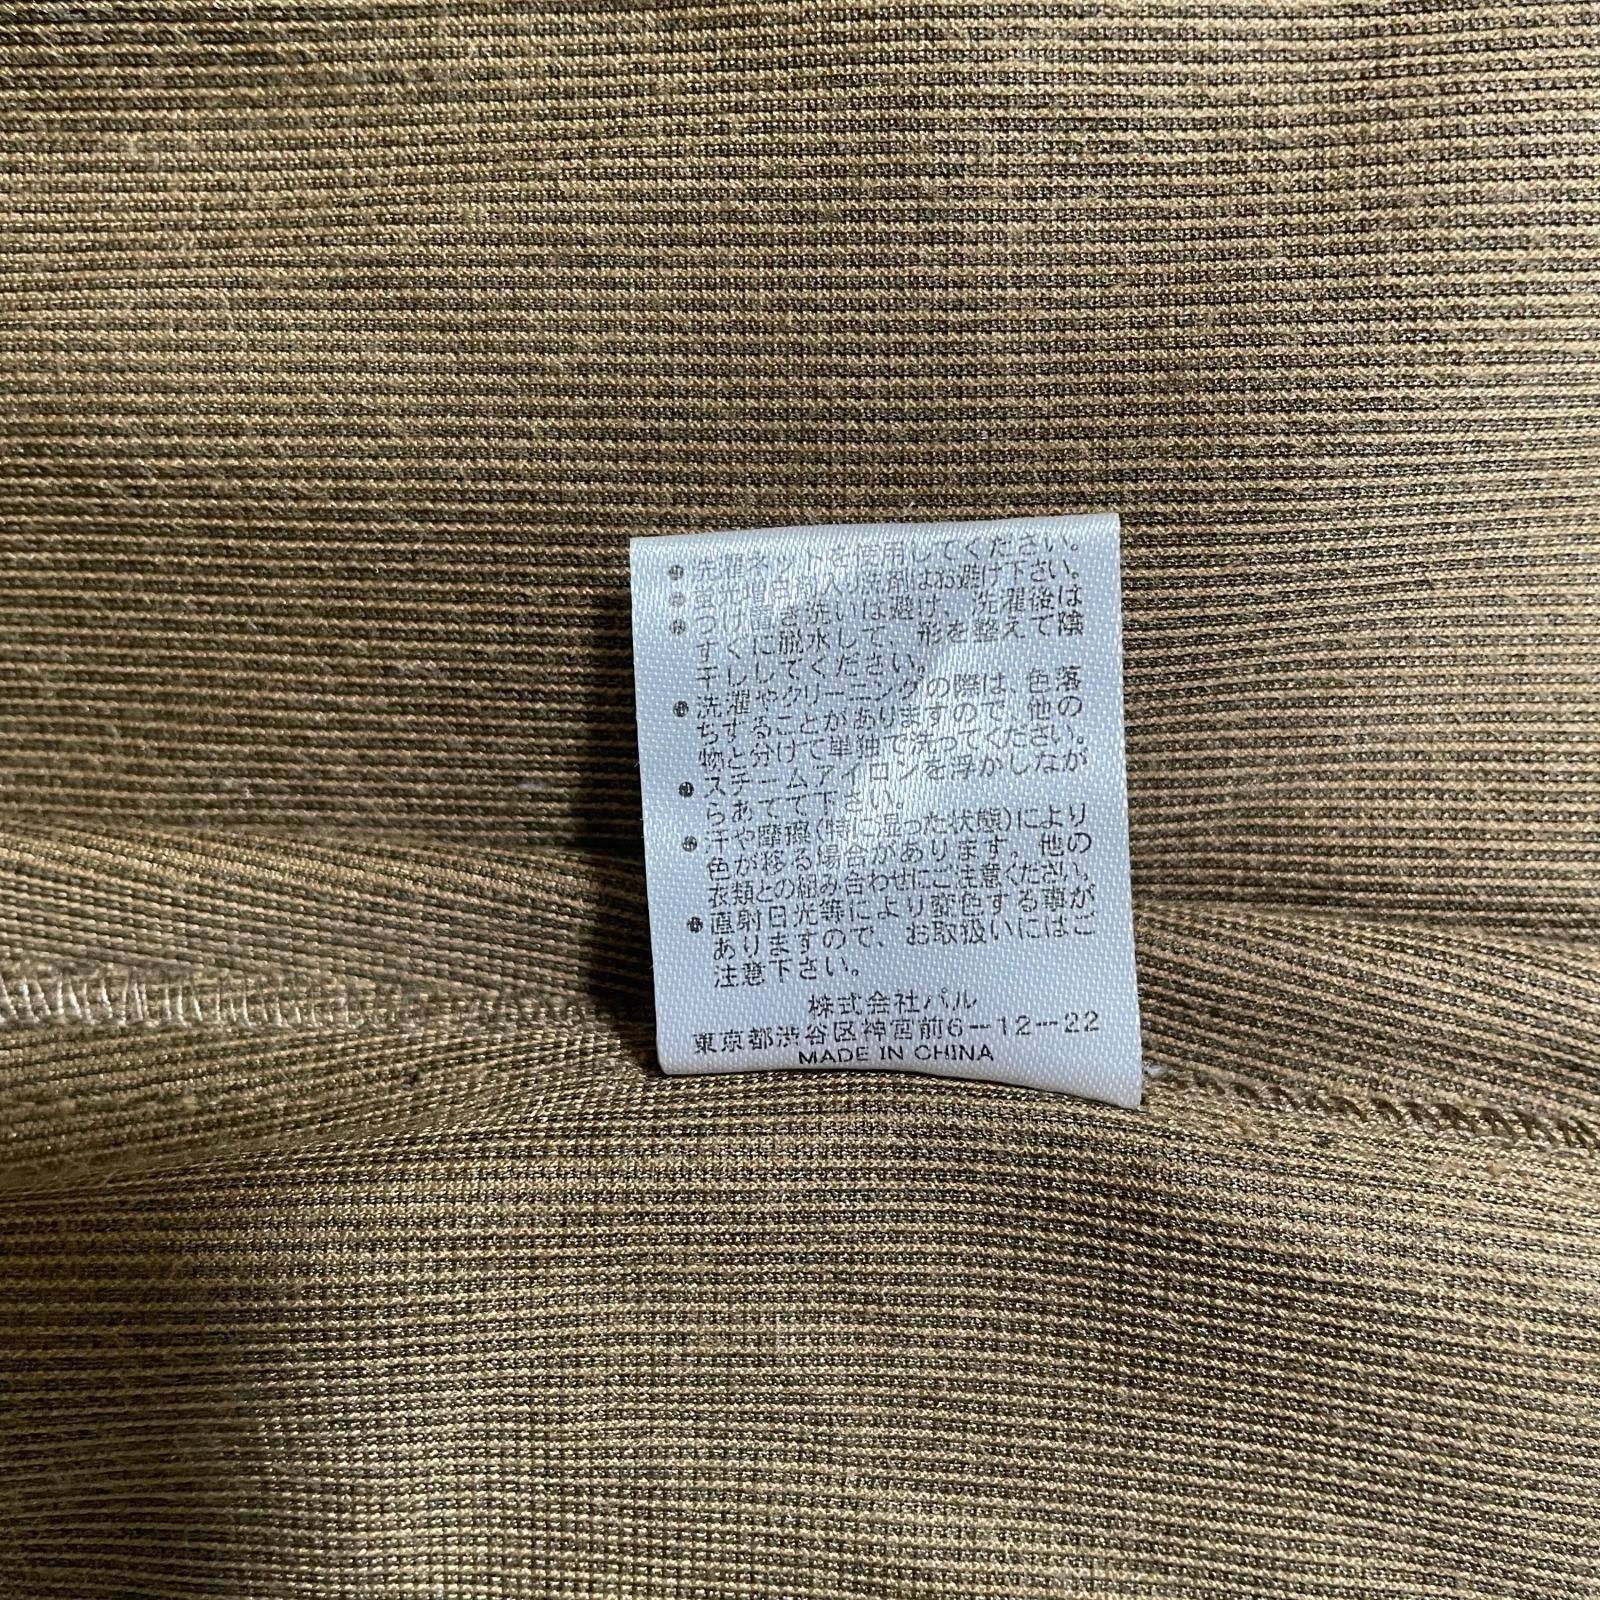 ●洗濯ネットを使用してください。
●蛍光増白剤入り洗剤はお避け下さい。
●つけ置き洗いは避け、洗濯後は
すぐに脱水して、形を整えて陰
干しにしてください。
●洗濯やクリーニングの際は、色落
ちすることがありますので、他の
物と分けて単独で洗ってください。
●スチームアイロンを浮かしなが
らあてて下さい。
●汗や摩擦(特に湿った状態)により
色が移る場合があります。他の
衣類との組み合わせにご注意ください。
●直射日光等により変色する事が
ありますので、お取扱いにはご
注意下さい。
株式会社パル
東京都渋谷区神宮前6-12-22
MADE IN CHINA